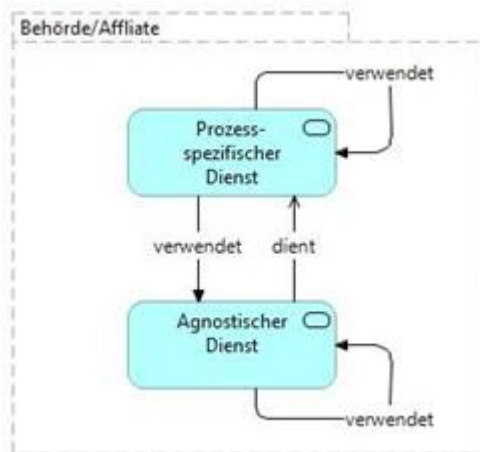 Behörde/Affliate
verwendet
Prozess-
spezifischer
Dienst
verwendet
dient
Agnostischer
Dienst
verwendet